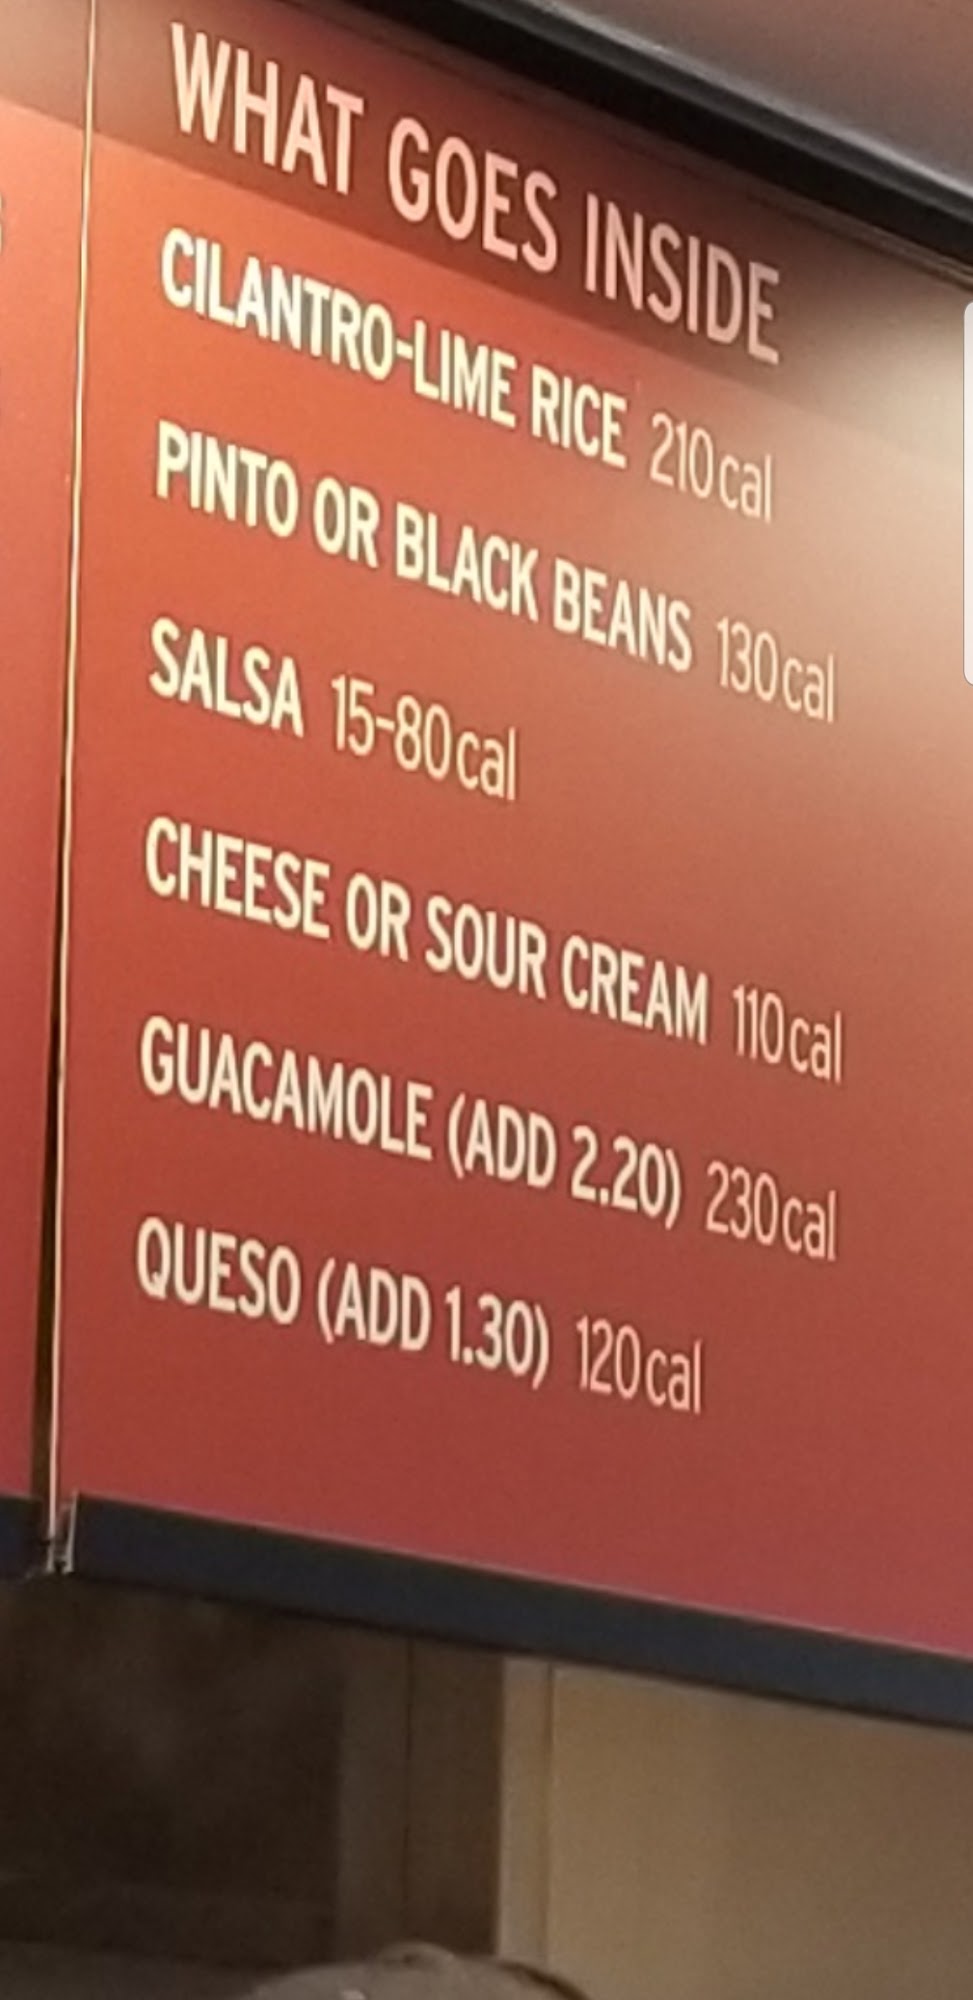 WHAT GOES INSIDE
CILANTRO-LIME RICE 210cal
PINTO OR BLACK BEANS 130cal
SALSA 15-80cal
CHEESE OR SOUR CREAM 110cal
GUACAMOLE (ADD 2.20) 230cal
QUESO (ADD 1.30) 120cal